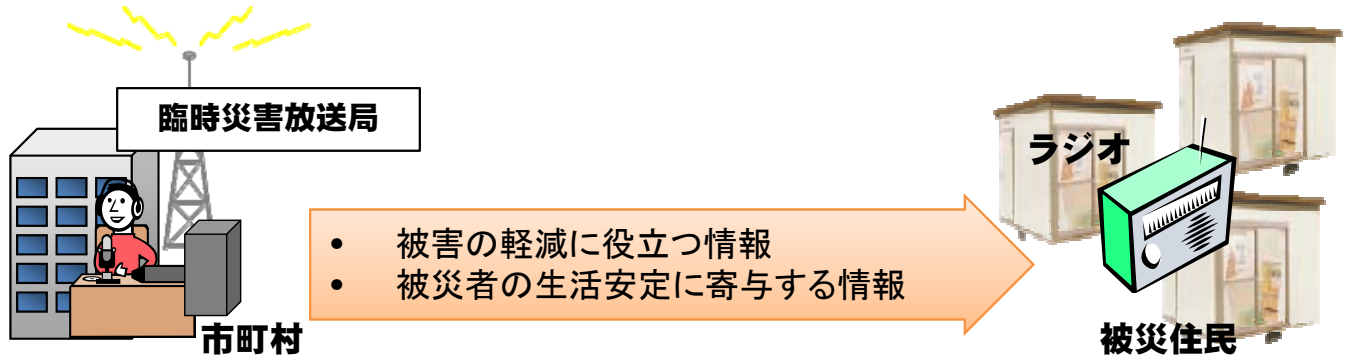 臨時災害放送局
市町村
• 被害の軽減に役立つ情報
• 被災者の生活安定に寄与する情報
ラジオ
被災住民